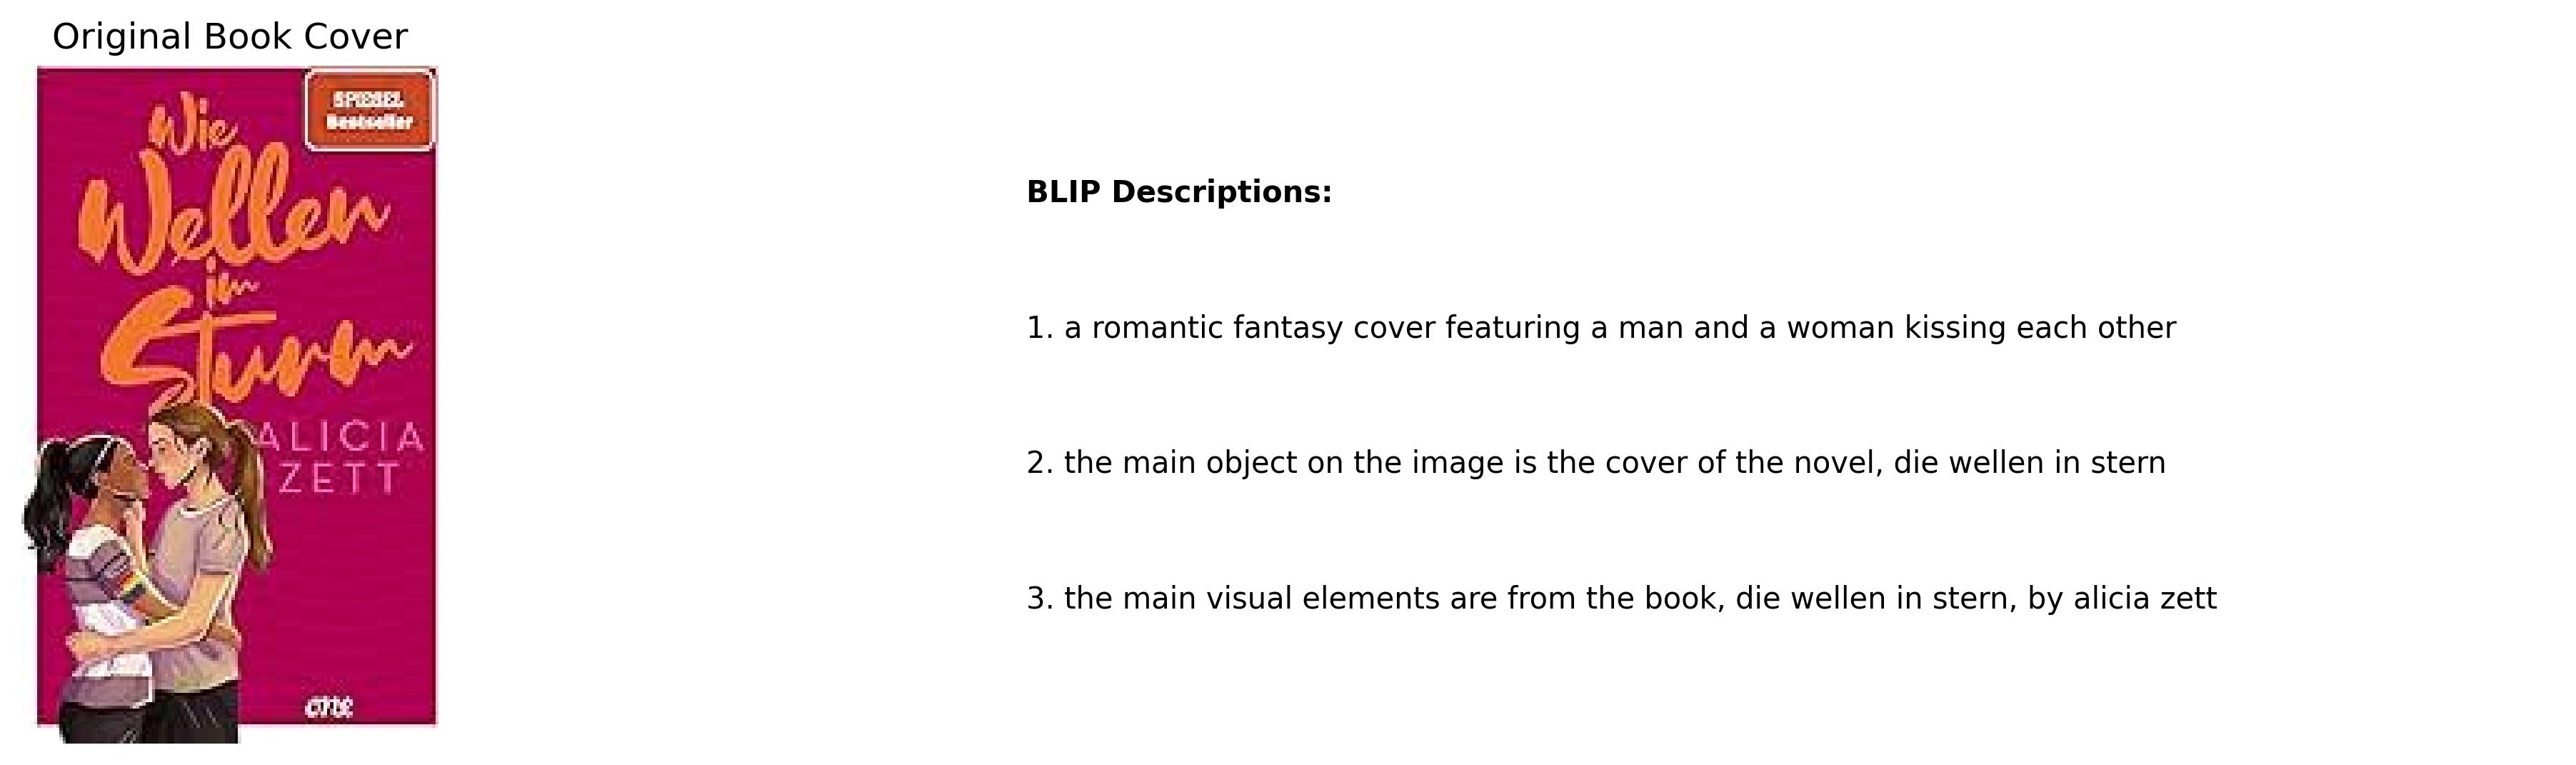 Original Book Cover
SPIEGEL
Bestseller
Wie
Wellen
im
Sturm
ALICIA
ZETT
one
BLIP Descriptions:
1. a romantic fantasy cover featuring a man and a woman kissing each other
2. the main object on the image is the cover of the novel, die wellen in stern
3. the main visual elements are from the book, die wellen in stern, by alicia zett